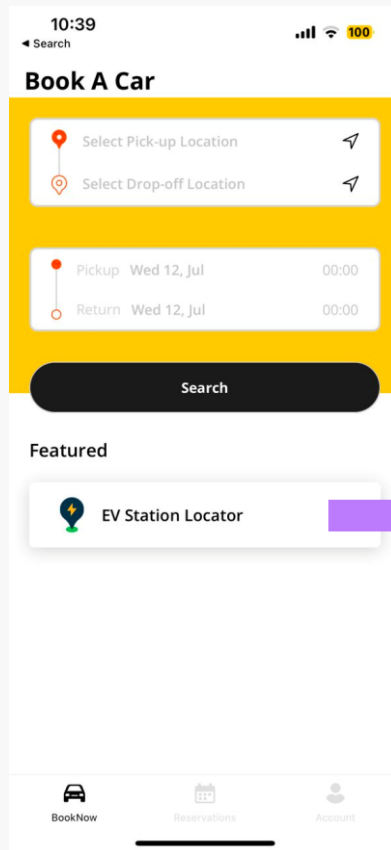 10:39
100
Search
Book A Car
Select Pick-up Location
Select Drop-off Location
Pickup Wed 12, Jul 00:00
Return Wed 12, Jul 00:00
Search
Featured
EV Station Locator
BookNow Reservations Account